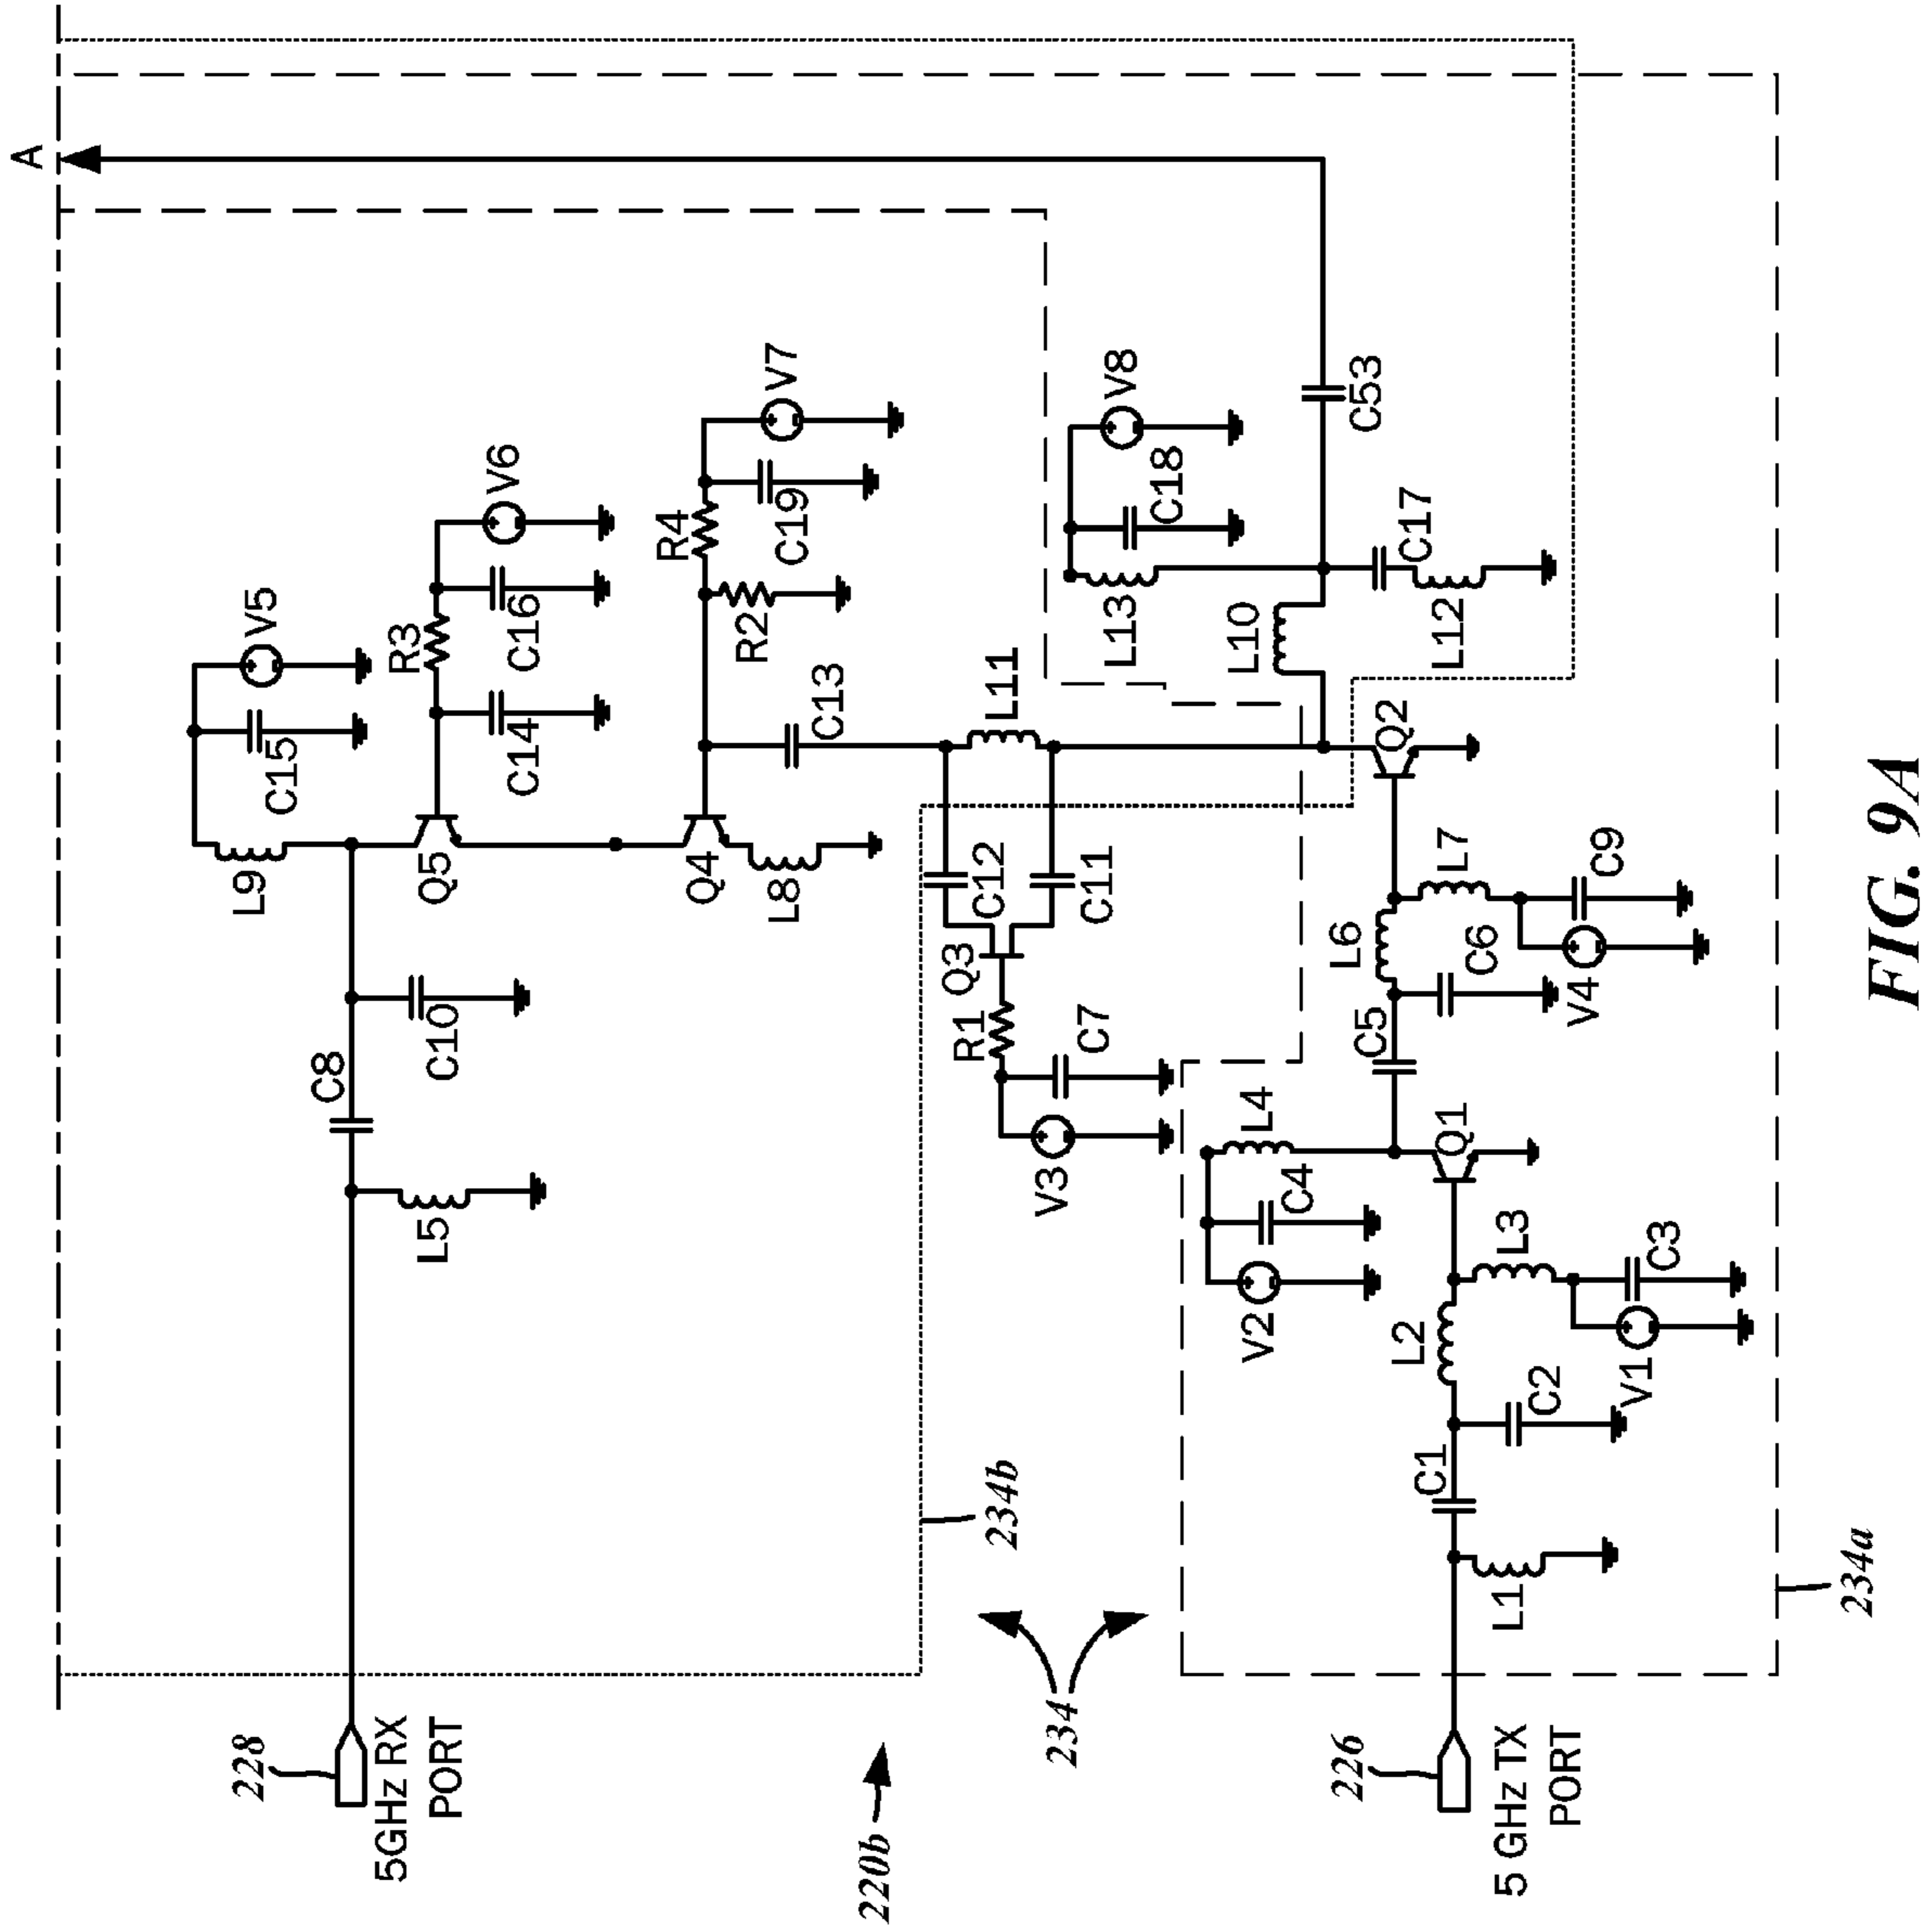 A
V5
C15
L9
V6
R3
C16
C14
Q5
V7
R4
C19
R2
C13
Q4
L8
228
5GHz RX
PORT
C8
C10
L5
L11
V8
C18
L13
L10
C53
C17
L12
Q2
C12
C11
Q3
R1
C7
V3
234b
234
220b
L7
C9
L6
C6
V4
C5
L4
C4
V2
Q1
L3
C3
L2
C2
V1
C1
L1
226
5 GHz TX
PORT
234a
FIG. 9A